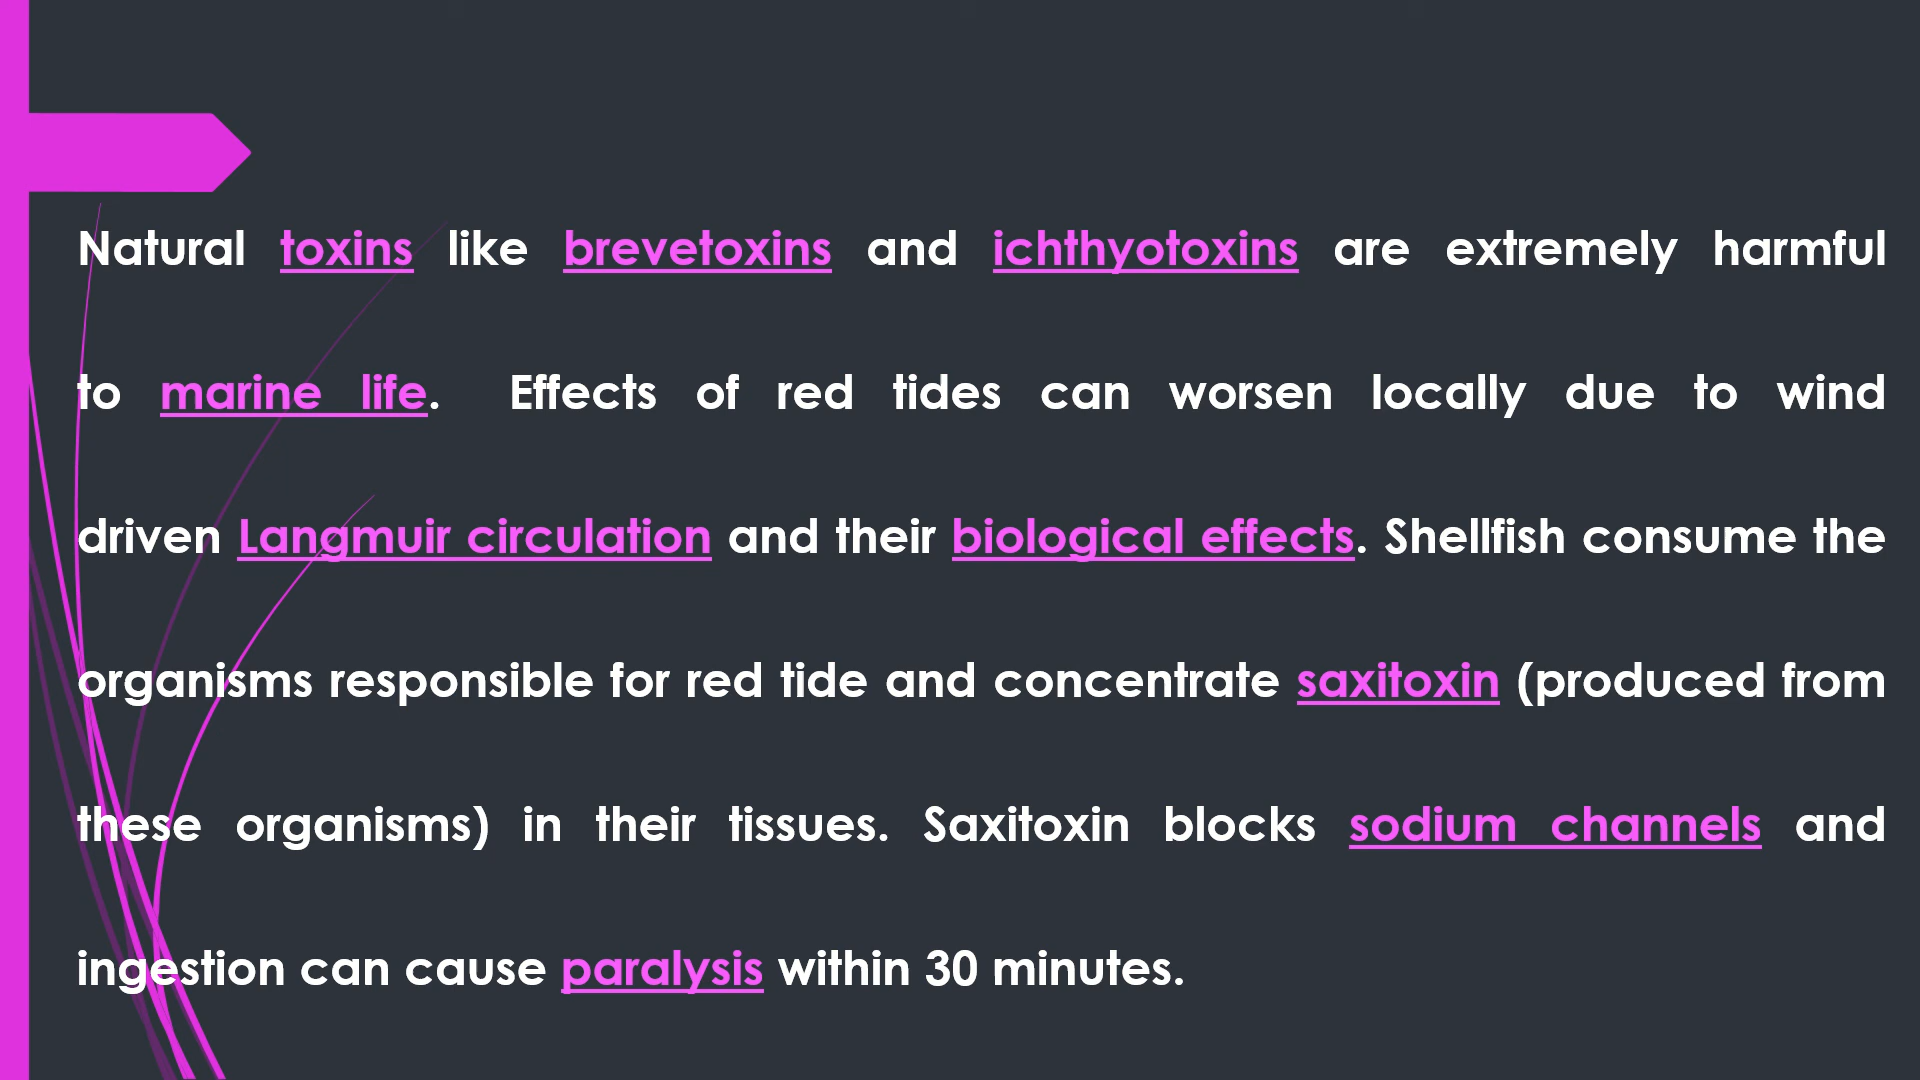 Natural toxins like brevetoxins and ichthyotoxins are extremely harmful
to marine life. Effects of red tides can worsen locally due to wind
driven Langmuir circulation and their biological effects. Shellfish consume the
organisms responsible for red tide and concentrate saxitoxin (produced from
these organisms) in their tissues. Saxitoxin blocks sodium channels and
ingestion can cause paralysis within 30 minutes.